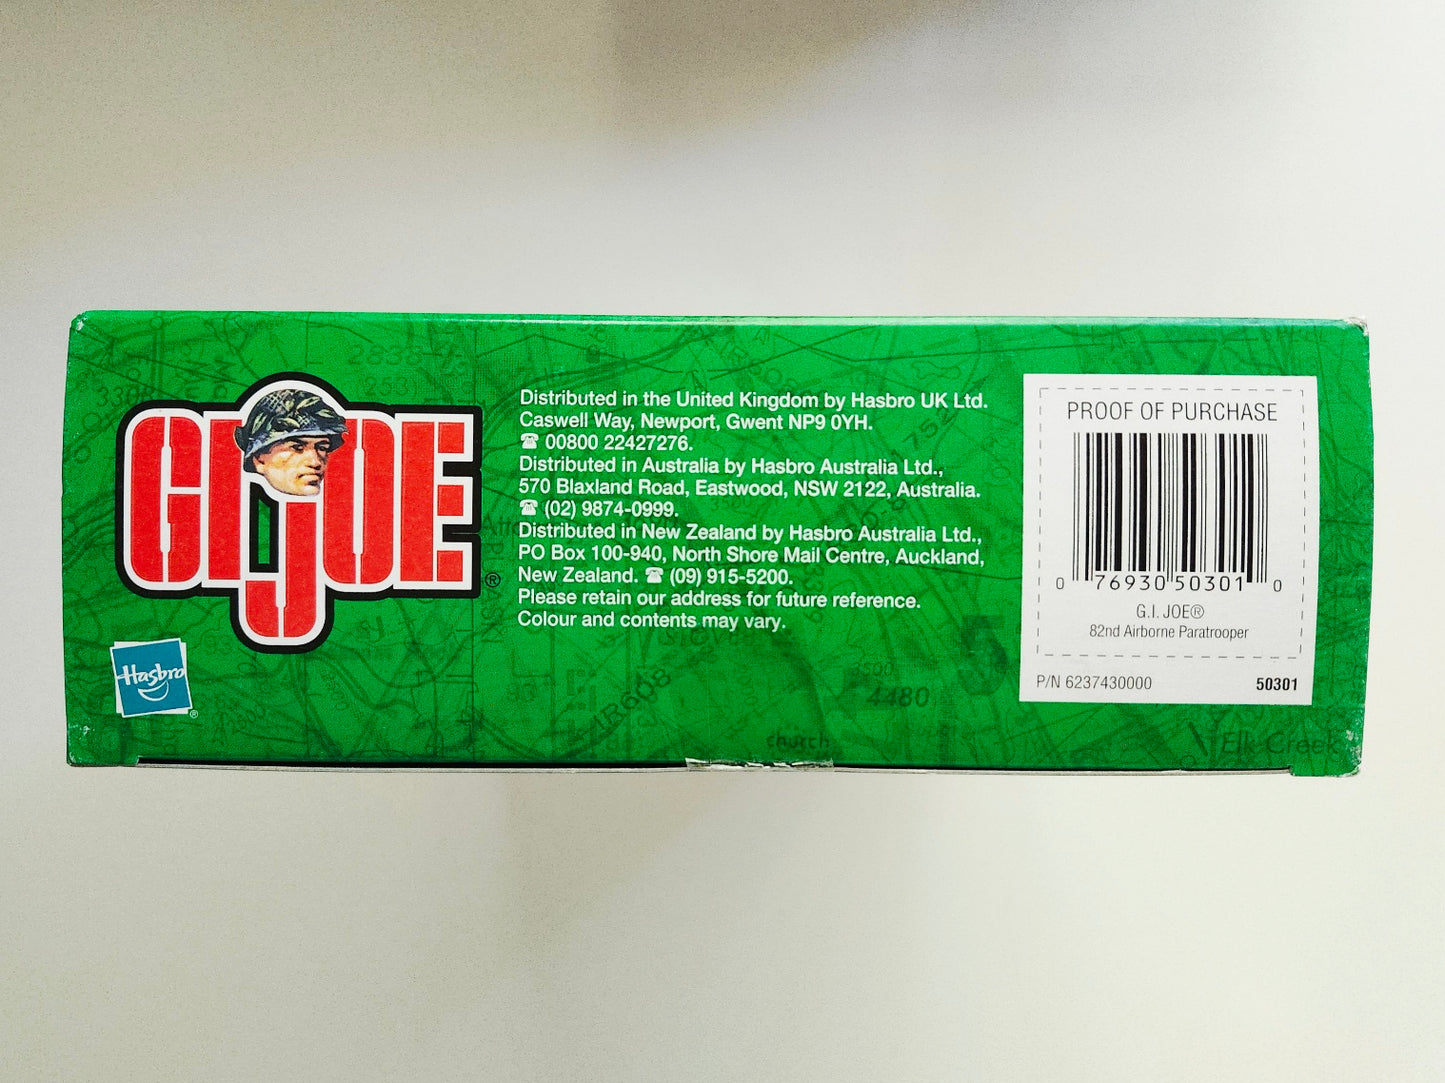 GI JOE
®
Hasbro
®
Distributed in the United Kingdom by Hasbro UK Ltd.
Caswell Way, Newport, Gwent NP9 0YH.
☎ 00800 22427276.
Distributed in Australia by Hasbro Australia Ltd.,
570 Blaxland Road, Eastwood, NSW 2122, Australia.
☎ (02) 9874-0999.
Distributed in New Zealand by Hasbro Australia Ltd.,
PO Box 100-940, North Shore Mail Centre, Auckland,
New Zealand. ☎ (09) 915-5200.
Please retain our address for future reference.
Colour and contents may vary.
4480
church
Elk Creek
PROOF OF PURCHASE
0 76930 50301 0
G.I. JOE®
82nd Airborne Paratrooper
P/N 6237430000
50301